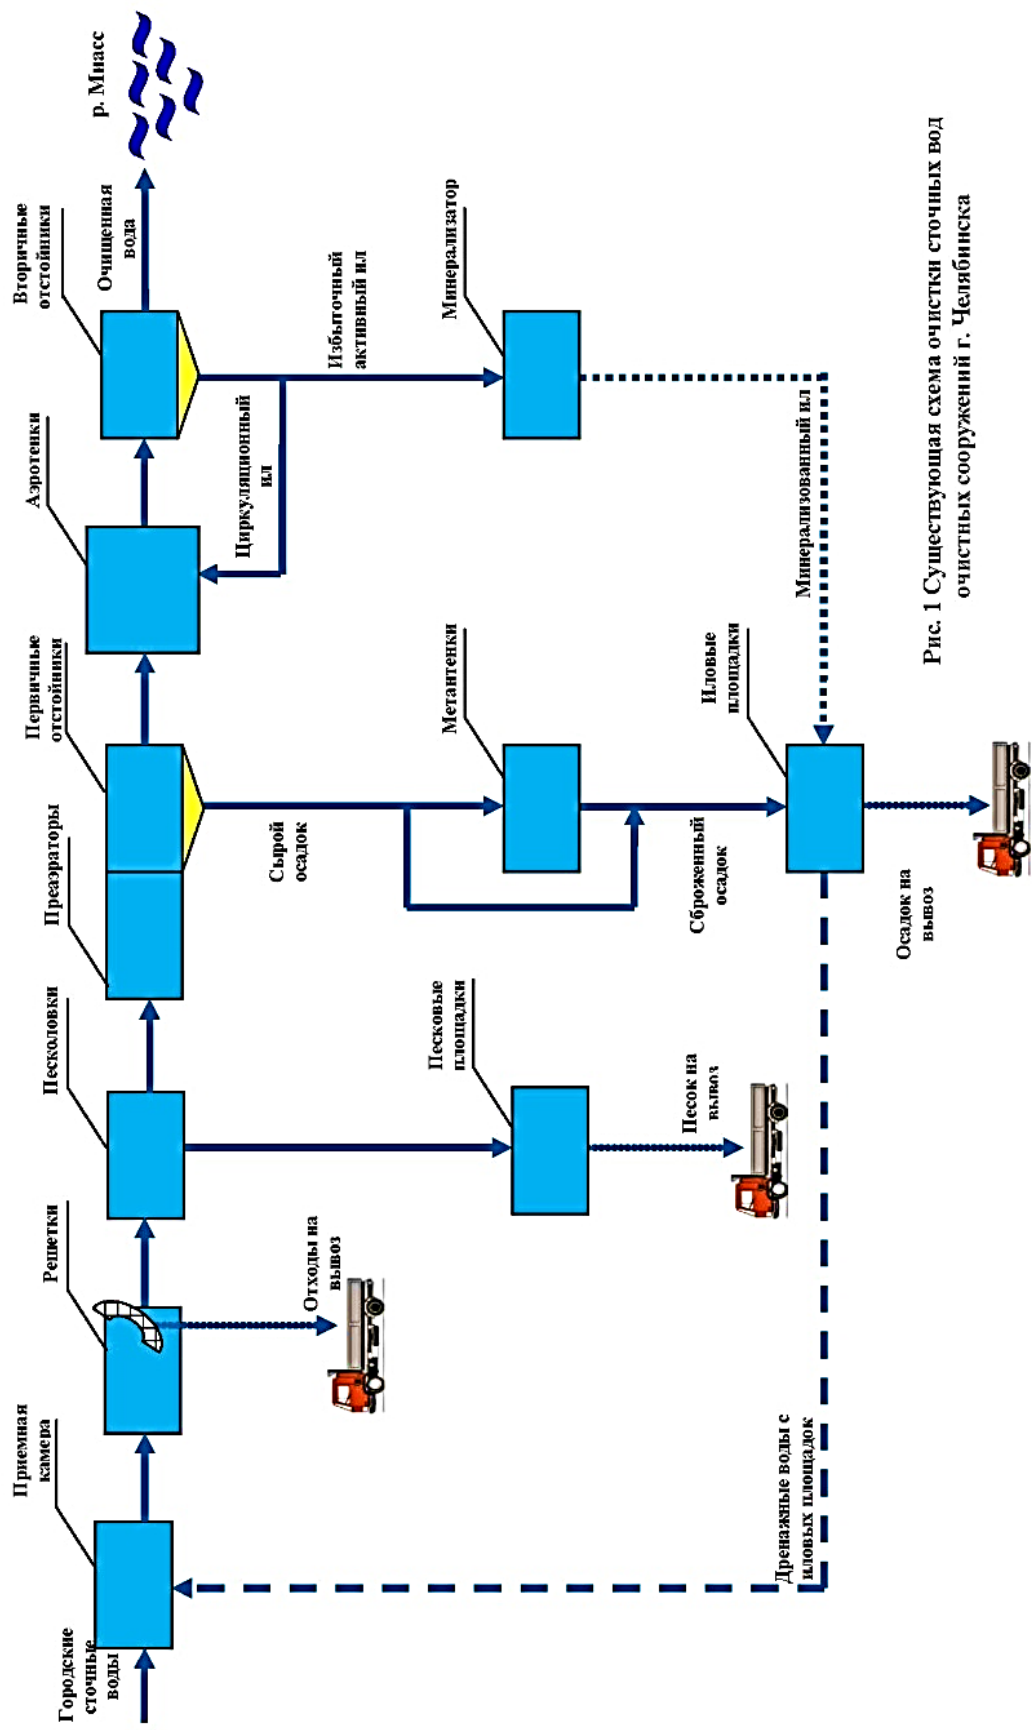 Городские
сточные
воды
Приемная
камера
Решетки
Песколовки
Преаэраторы
Первичные
отстойники
Аэротенки
Вторичные
отстойники
Очищенная
вода
р. Миасс
Отходы на
вывоз
Песковые
площадки
Песок на
вывоз
Сырой
осадок
Метантенки
Сброженный
осадок
Иловые
площадки
Осадок на
вывоз
Циркуляционный
ил
Избыточный
активный ил
Минерализатор
Минерализованный ил
Дренажные воды с
иловых площадок
Рис. 1 Существующая схема очистки сточных вод
очистных сооружений г. Челябинска